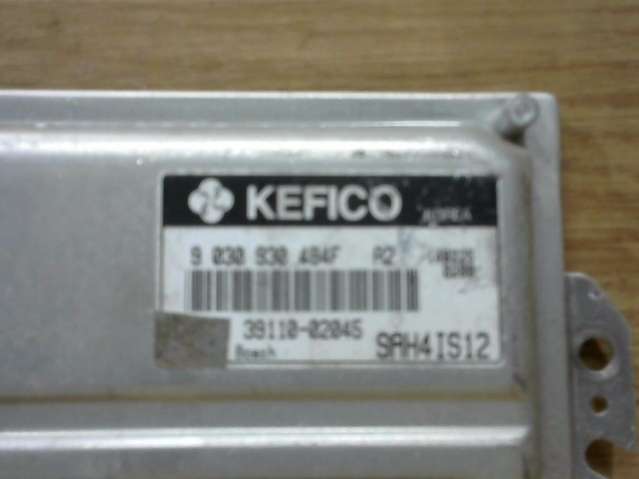 KEFICO KOREA
9 030 930 484F A2
39110-02045
Bosch SAH4IS12